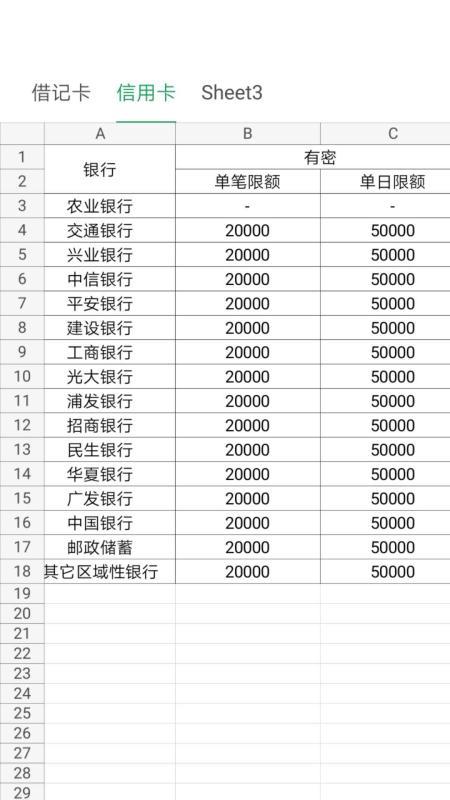 借记卡 信用卡 Sheet3
A B C
1 银行 有密
2 单笔限额 单日限额
3 农业银行 - -
4 交通银行 20000 50000
5 兴业银行 20000 50000
6 中信银行 20000 50000
7 平安银行 20000 50000
8 建设银行 20000 50000
9 工商银行 20000 50000
10 光大银行 20000 50000
11 浦发银行 20000 50000
12 招商银行 20000 50000
13 民生银行 20000 50000
14 华夏银行 20000 50000
15 广发银行 20000 50000
16 中国银行 20000 50000
17 邮政储蓄 20000 50000
18 其它区域性银行 20000 50000
19
20
21
22
23
24
25
26
27
28
29